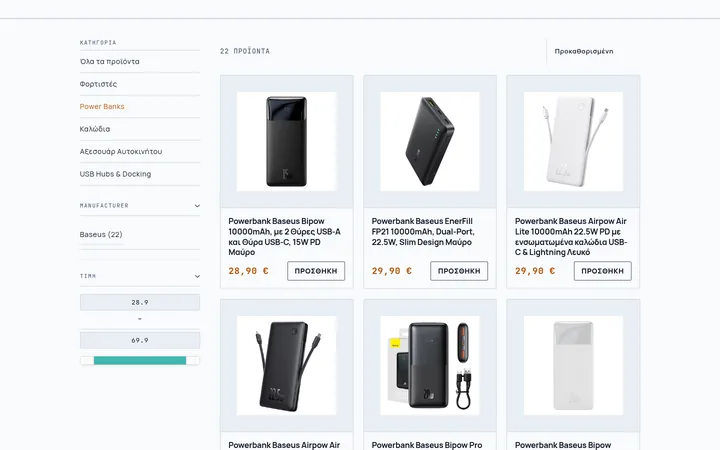 ΚΑΤΗΓΟΡΙΑ
Όλα τα προϊόντα
Φορτιστές
Power Banks
Καλώδια
Αξεσουάρ Αυτοκινήτου
USB Hubs & Docking
MANUFACTURER
Baseus (22)
ΤΙΜΗ
28.9
–
69.9
22 ΠΡΟΪΌΝΤΑ
Προκαθορισμένη
Powerbank Baseus Bipow
10000mAh, με 2 Θύρες USB-A
και Θύρα USB-C, 15W PD
Μαύρο
28,90 €
ΠΡΟΣΘΗΚΗ
Powerbank Baseus EnerFill
FP21 10000mAh, Dual-Port,
22.5W, Slim Design Μαύρο
29,90 €
ΠΡΟΣΘΗΚΗ
Powerbank Baseus Airpow Air
Lite 10000mAh 22.5W PD με
ενσωματωμένα καλώδια USB-
C & Lightning Λευκό
29,90 €
ΠΡΟΣΘΗΚΗ
Powerbank Baseus Airpow Air
Powerbank Baseus Bipow Pro
Powerbank Baseus Bipow